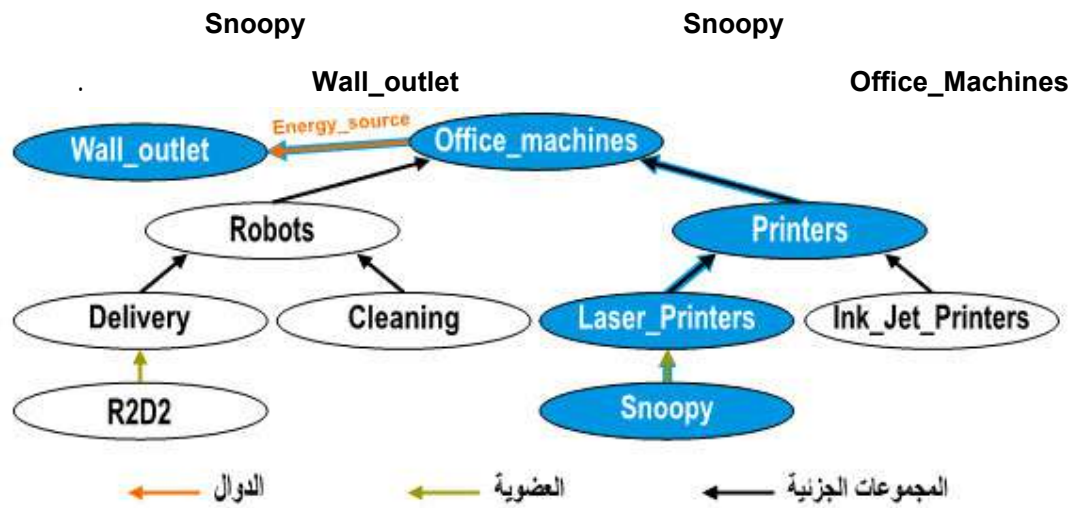 Snoopy Snoopy
. Wall_outlet Office_Machines
Energy_source
Wall_outlet Office_machines
Robots Printers
Delivery Cleaning Laser_Printers Ink_Jet_Printers
R2D2 Snoopy
المجموعات الجزئية العضوية الدوال